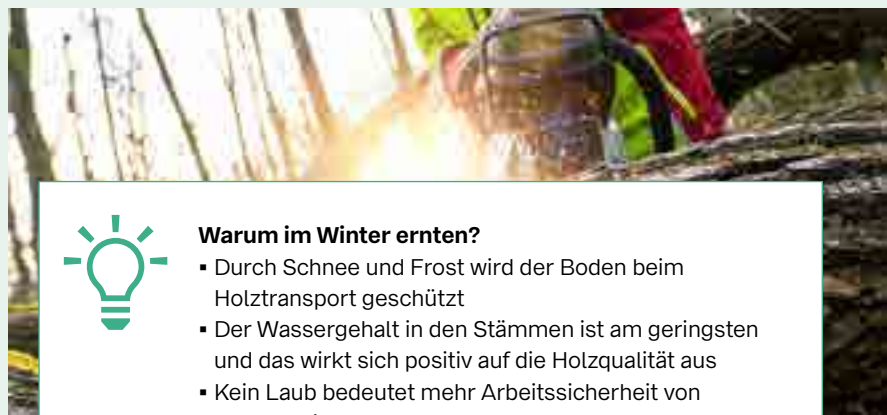 Warum im Winter ernten?
▪ Durch Schnee und Frost wird der Boden beim
Holztransport geschützt
▪ Der Wassergehalt in den Stämmen ist am geringsten
und das wirkt sich positiv auf die Holzqualität aus
▪ Kein Laub bedeutet mehr Arbeitssicherheit von